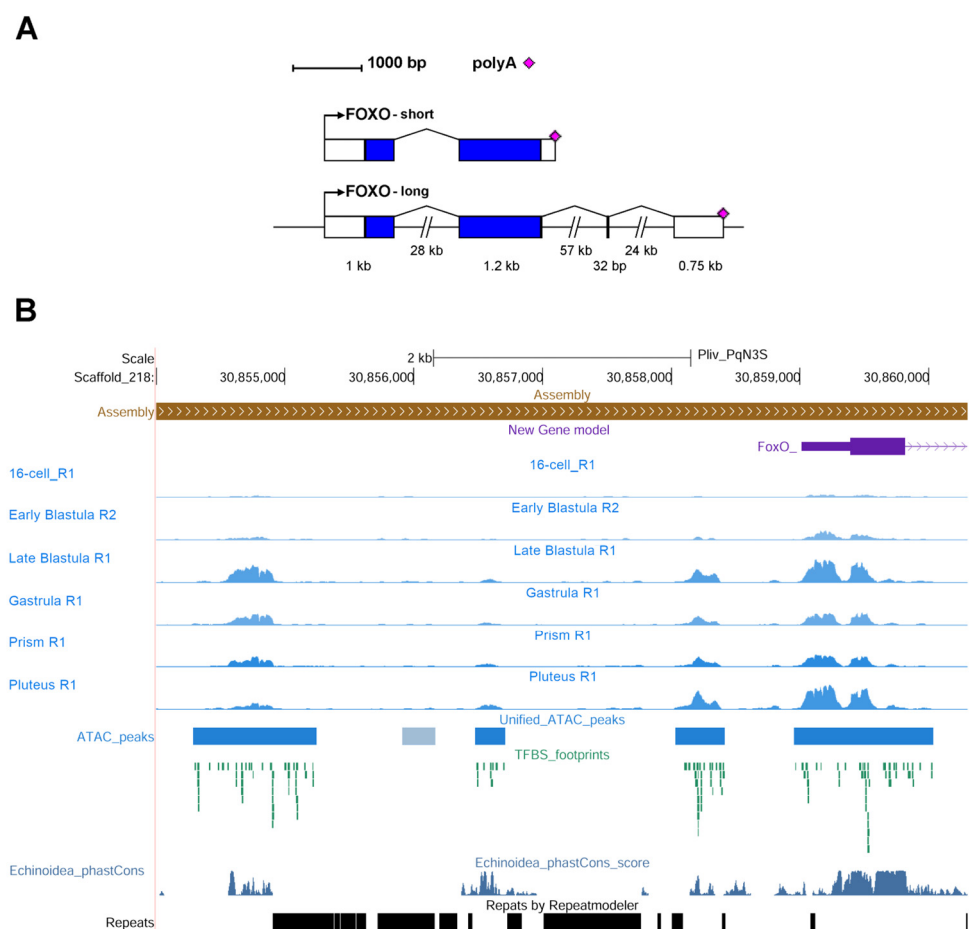 A
1000 bp polyA
FOXO - short
FOXO - long
28 kb 57 kb 24 kb
1 kb 1.2 kb 32 bp 0.75 kb
B
Scale 2 kb Pliv_PqN3S
Scaffold_218: 30,855,000 30,856,000 30,857,000 30,858,000 30,859,000 30,860,000
Assembly
Assembly
New Gene model
FoxO_
16-cell_R1 16-cell_R1
Early Blastula R2 Early Blastula R2
Late Blastula R1 Late Blastula R1
Gastrula R1 Gastrula R1
Prism R1 Prism R1
Pluteus R1 Pluteus R1
Unified_ATAC_peaks
ATAC_peaks
TFBS_footprints
Echinoidea_phastCons Echinoidea_phastCons_score
Repats by Repeatmodeler
Repeats